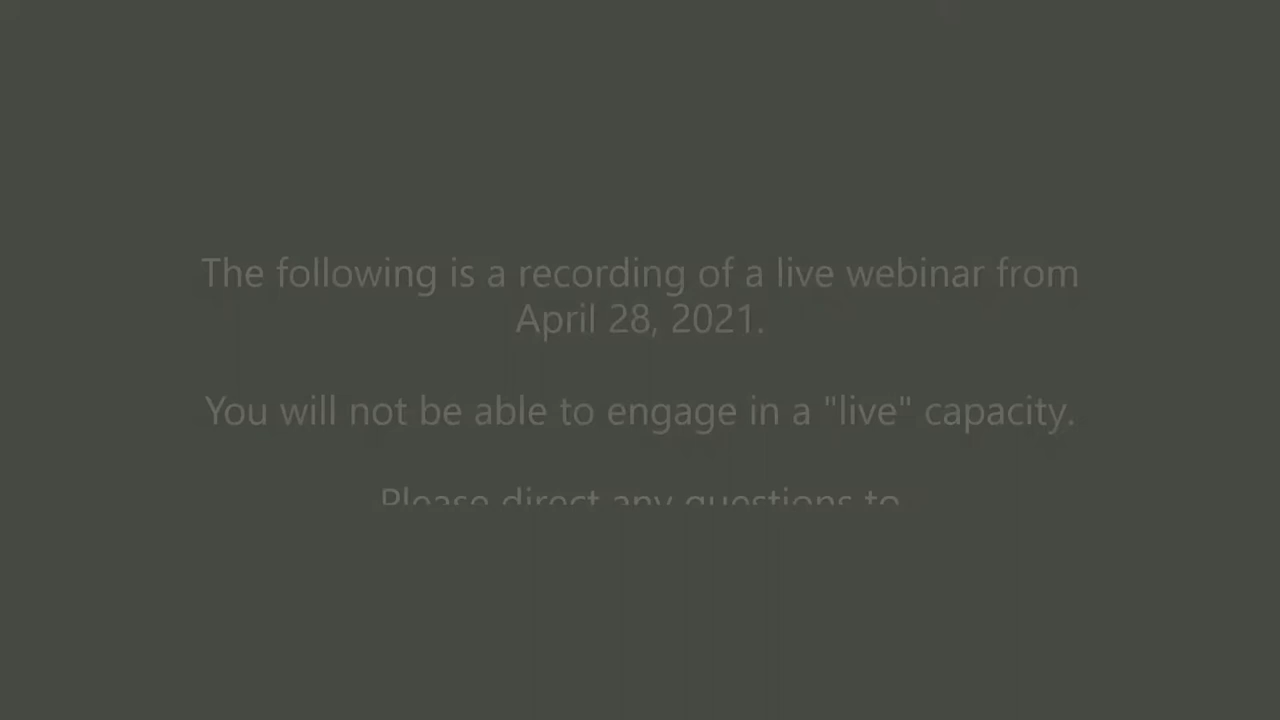 The following is a recording of a live webinar from
April 28, 2021.
You will not be able to engage in a "live" capacity.
Please direct any questions to